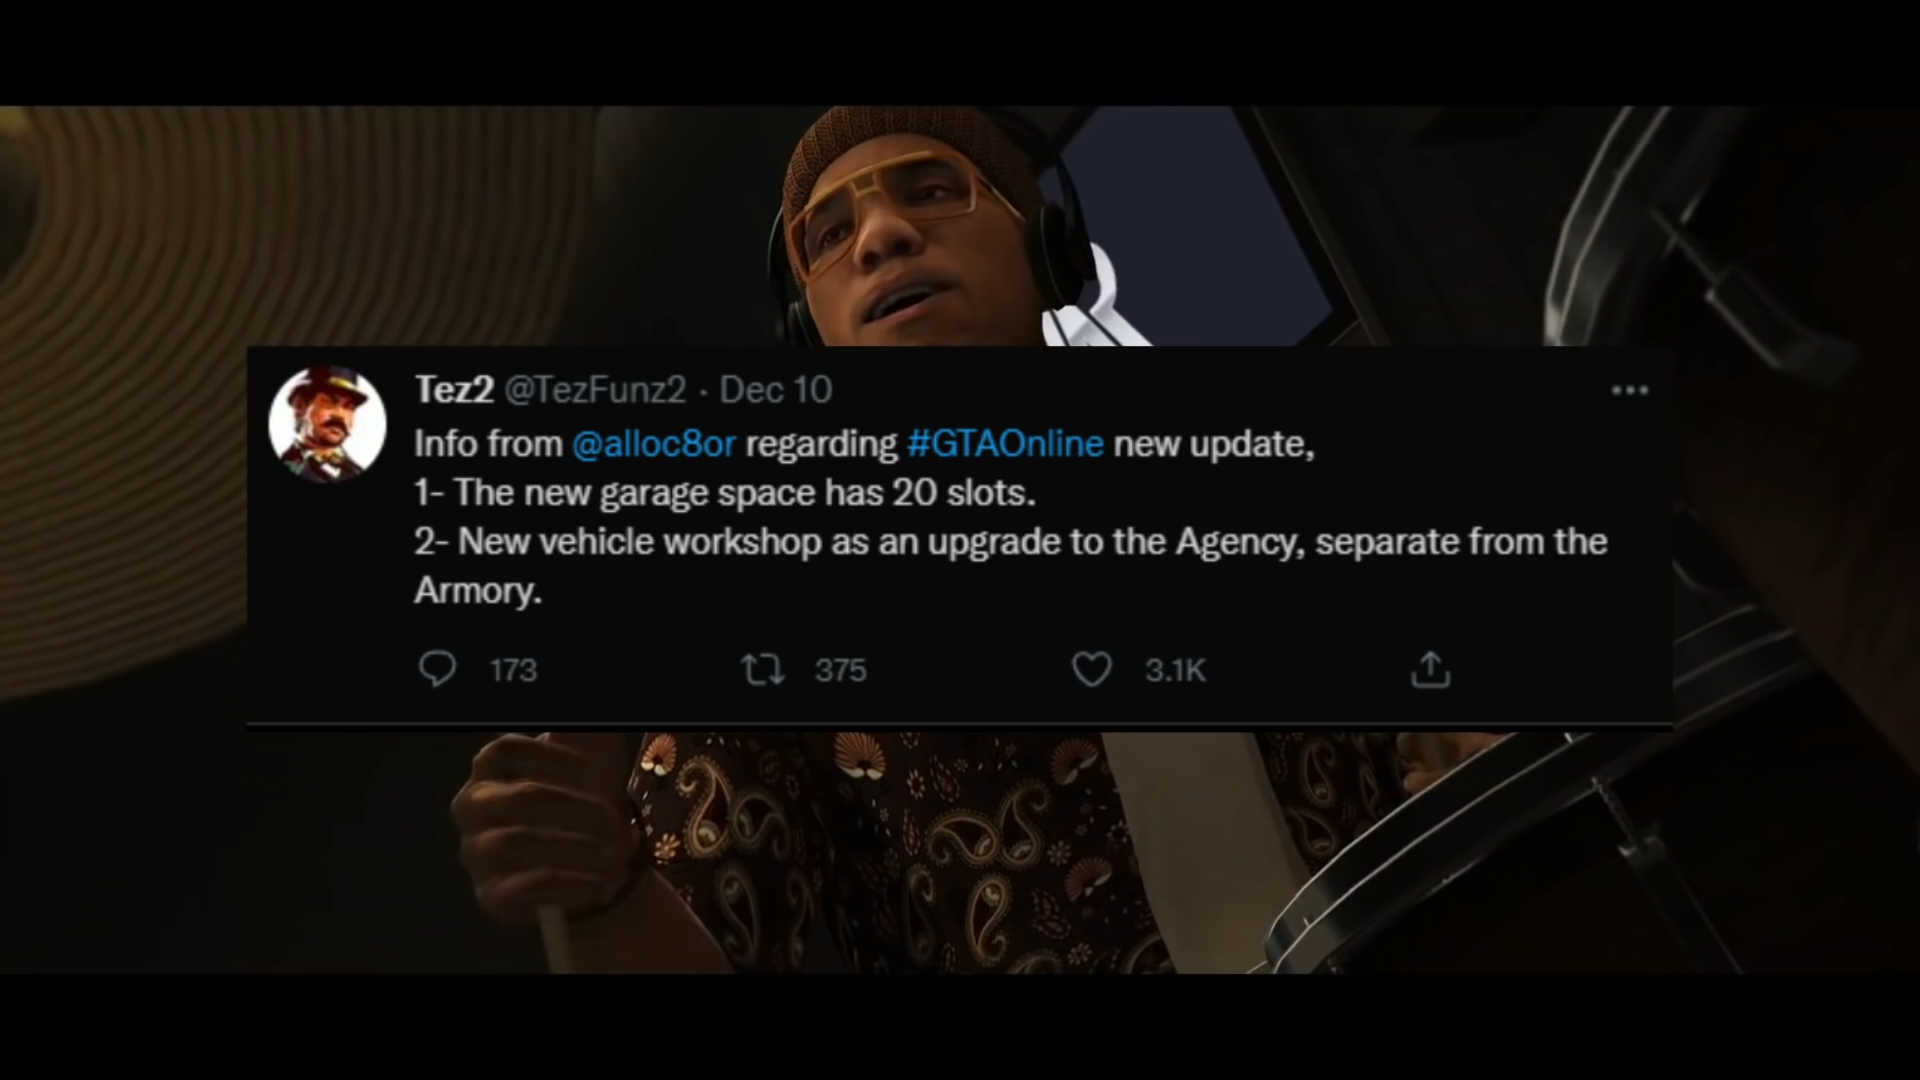 Tez2 @TezFunz2 · Dec 10
Info from @alloc8or regarding #GTAOnline new update,
1- The new garage space has 20 slots.
2- New vehicle workshop as an upgrade to the Agency, separate from the
Armory.
173 375 3.1K